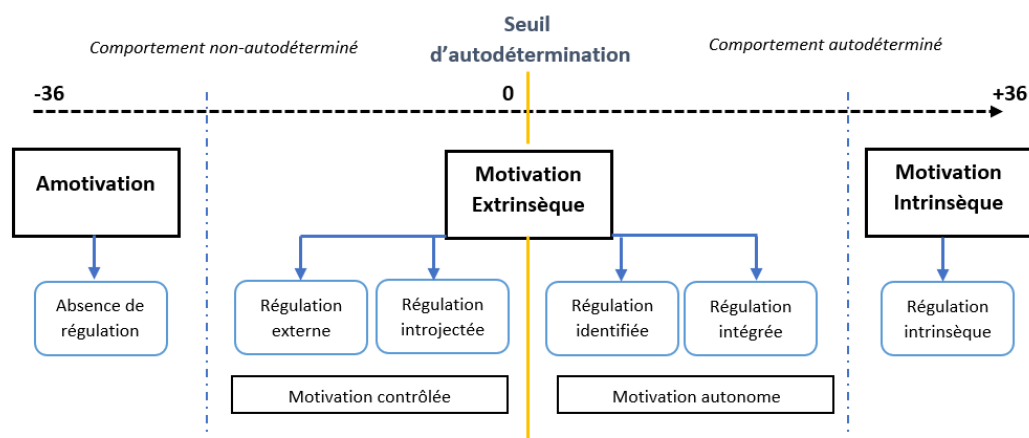 Seuil
d'autodétermination
Comportement non-autodéterminé
Comportement autodéterminé
-36
0
+36
Amotivation
Motivation
Extrinsèque
Motivation
Intrinsèque
Absence de
régulation
Régulation
externe
Régulation
introjectée
Régulation
identifiée
Régulation
intégrée
Régulation
intrinsèque
Motivation contrôlée
Motivation autonome